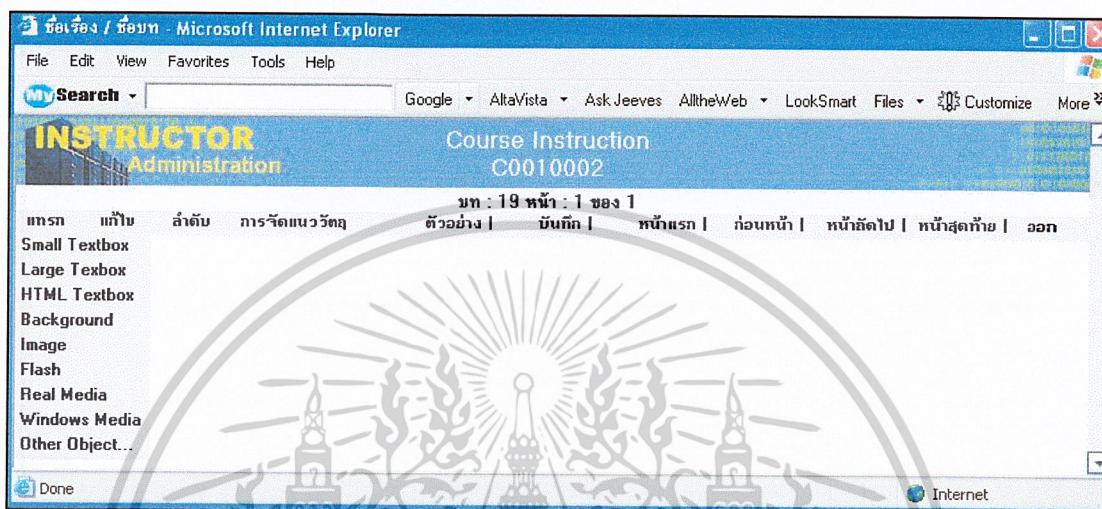 ชื่อเรื่อง / ชื่อบท - Microsoft Internet Explorer
File Edit View Favorites Tools Help
My Search Google AltaVista Ask Jeeves AlltheWeb LookSmart Files Customize More
INSTRUCTOR Course Instruction
Administration C0010002
บท : 19 หน้า : 1 ของ 1
แทรก แก้ไข ลำดับ การจัดแนววัตถุ ตัวอย่าง | บันทึก | หน้าแรก | ก่อนหน้า | หน้าถัดไป | หน้าสุดท้าย | ออก
Small Textbox
Large Texbox
HTML Textbox
Background
Image
Flash
Real Media
Windows Media
Other Object...
Done Internet